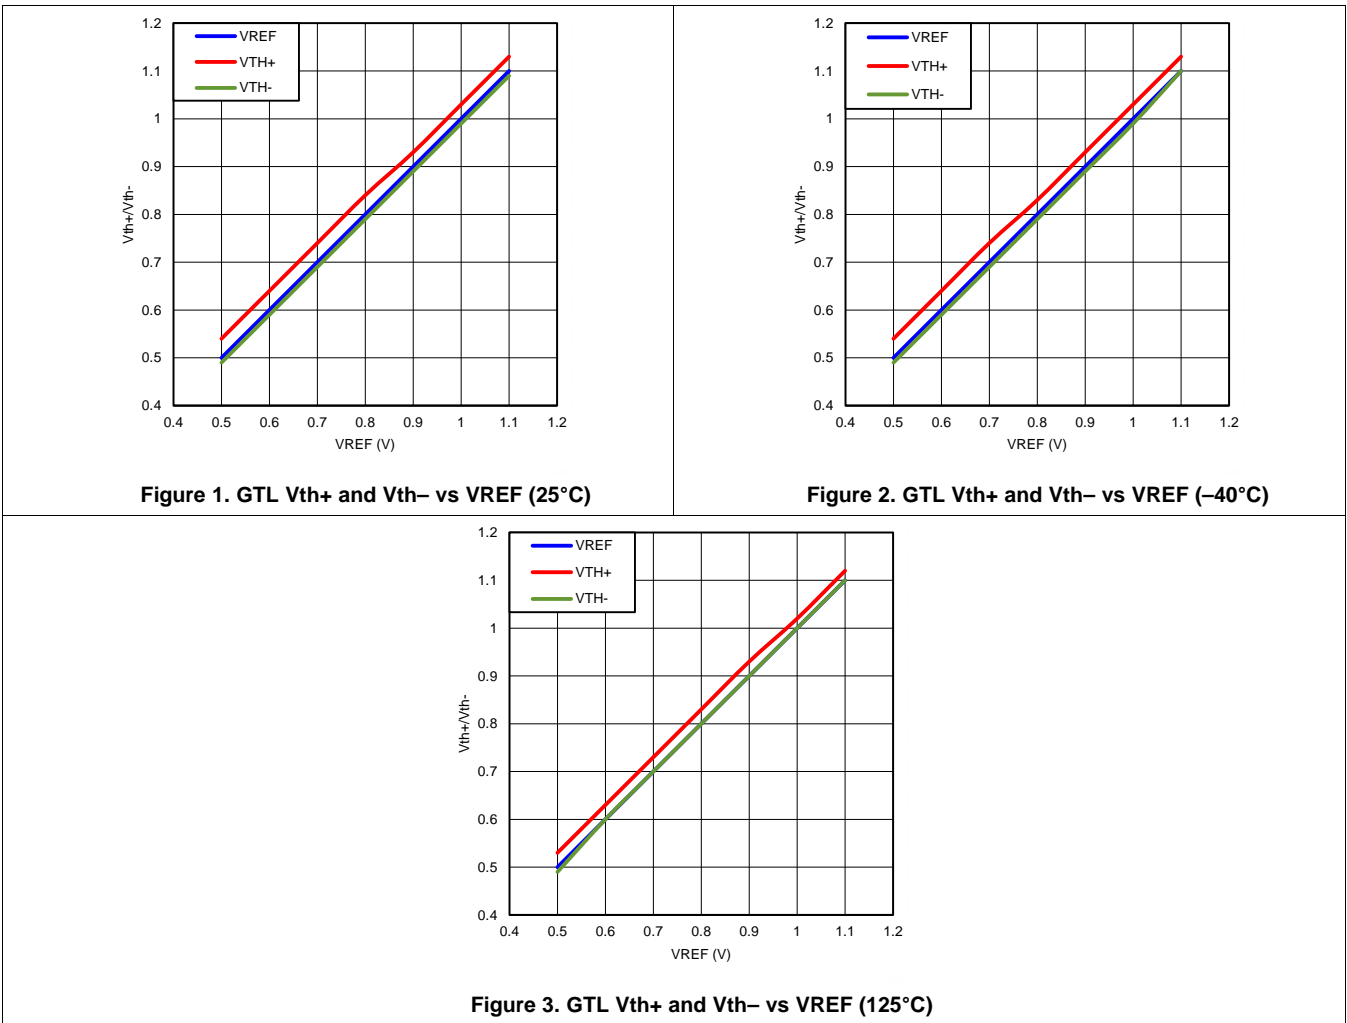 1.2
1.1
1
0.9
0.8
0.7
0.6
0.5
0.4
VREF
VTH+
VTH-
Vth+/Vth-
0.4 0.5 0.6 0.7 0.8 0.9 1 1.1 1.2
VREF (V)
Figure 1. GTL Vth+ and Vth– vs VREF (25°C)
1.2
1.1
1
0.9
0.8
0.7
0.6
0.5
0.4
VREF
VTH+
VTH-
Vth+/Vth-
0.4 0.5 0.6 0.7 0.8 0.9 1 1.1 1.2
VREF (V)
Figure 2. GTL Vth+ and Vth– vs VREF (–40°C)
1.2
1.1
1
0.9
0.8
0.7
0.6
0.5
0.4
VREF
VTH+
VTH-
Vth+/Vth-
0.4 0.5 0.6 0.7 0.8 0.9 1 1.1 1.2
VREF (V)
Figure 3. GTL Vth+ and Vth– vs VREF (125°C)